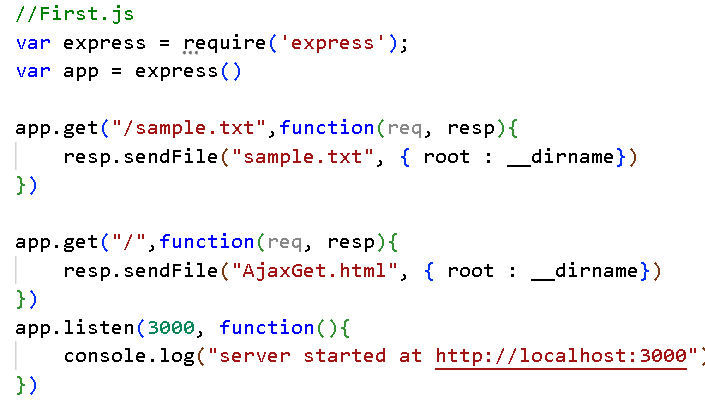 //First.js
var express = require('express');
var app = express()
app.get("/sample.txt",function(req, resp){
resp.sendFile("sample.txt", { root : __dirname})
})
app.get("/",function(req, resp){
resp.sendFile("AjaxGet.html", { root : __dirname})
})
app.listen(3000, function(){
console.log("server started at http://localhost:3000")
})